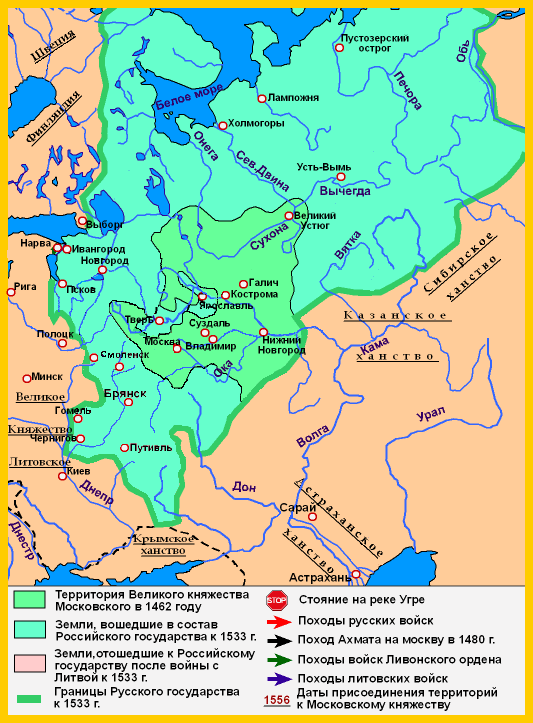 Швеция
Финляндия
Белое море
Пустозерский
острог
Обь
Печора
Лампожня
Холмогоры
Онега
Сев.Двина
Усть-Вымь
Вычегда
Выборг
Великий
Устюг
Сухона
Вятка
Нарва
Ивангород
Новгород
Сибирское
ханство
Рига
Псков
Галич
Кострома
Ярославль
Тверь
Казанское
ханство
Полоцк
Суздаль
Москва
Владимир
Нижний
Новгород
Кама
Смоленск
Ока
Минск
Великое
Брянск
Гомель
Урал
Княжество
Чернигов
Волга
Путивль
Литовское
Киев
Днепр
Дон
Астраханское
ханство
Сарай
Днестр
Крымское
ханство
Астрахань
Территория Великого княжества
Московского в 1462 году
Земли, вошедшие в состав
Российского государства к 1533 г.
Земли,отошедшие к Российскому
государству после войны с
Литвой к 1533 г.
Границы Русского государства
к 1533 г.
STOP
Стояние на реке Угре
Походы русских войск
Поход Ахмата на москву в 1480 г.
Походы войск Ливонского ордена
Походы литовских войск
1556 Даты присоединения территорий
к Московскому княжеству